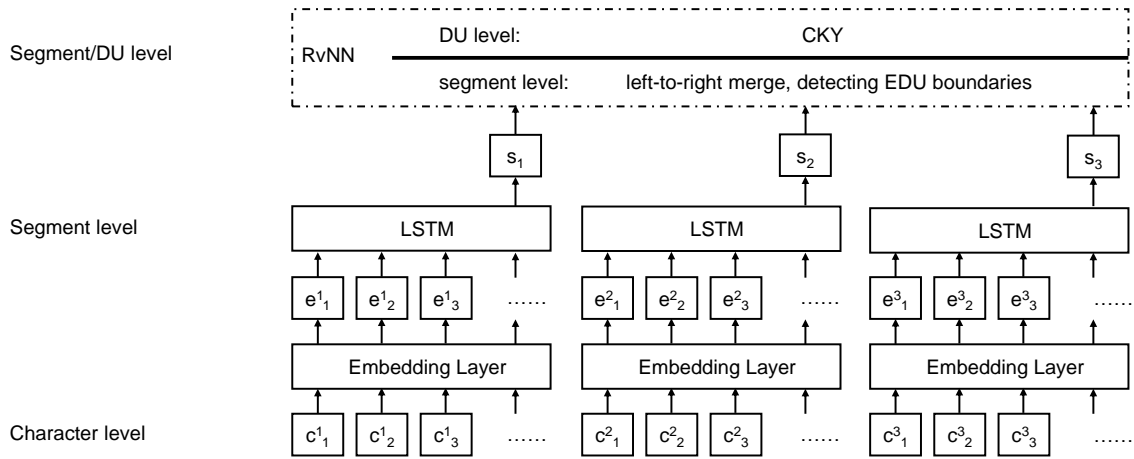 Segment/DU level
RvNN
DU level: CKY
segment level: left-to-right merge, detecting EDU boundaries
s₁ s₂ s₃
Segment level
LSTM LSTM LSTM
e¹₁ e¹₂ e¹₃ ...... e²₁ e²₂ e²₃ ...... e³₁ e³₂ e³₃ ......
Embedding Layer Embedding Layer Embedding Layer
Character level
c¹₁ c¹₂ c¹₃ ...... c²₁ c²₂ c²₃ ...... c³₁ c³₂ c³₃ ......